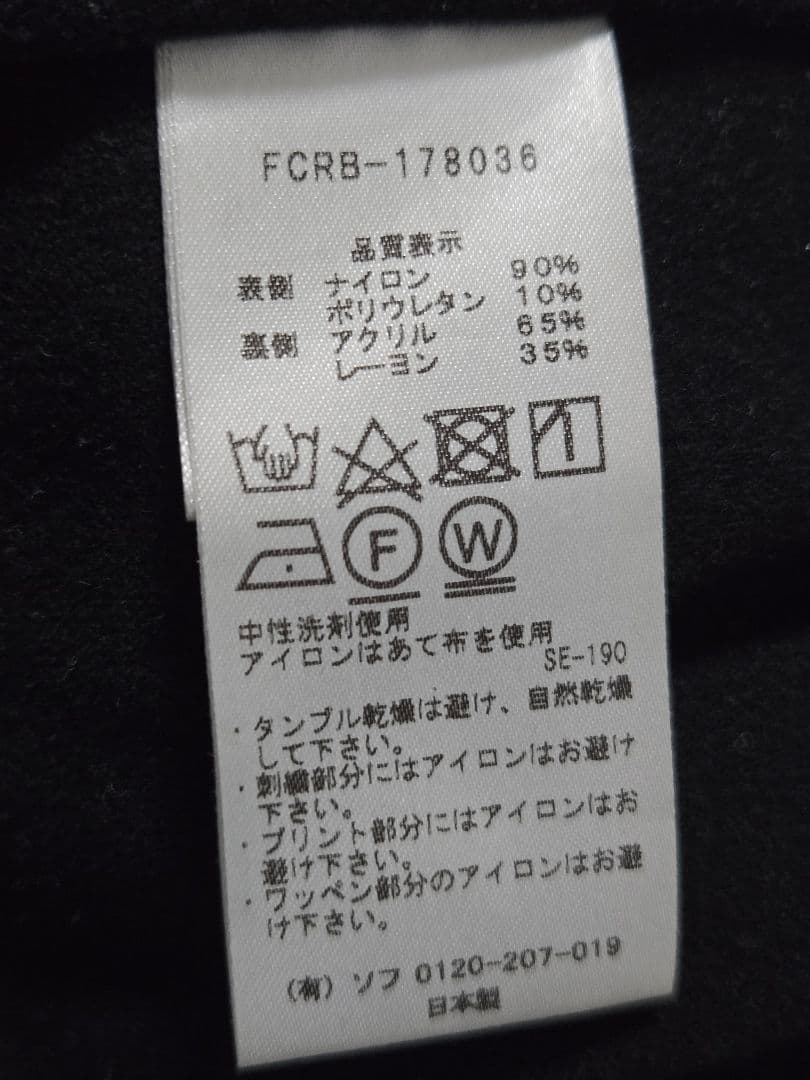 FCRB-178036
品質表示
表側 ナイロン 90%
ポリウレタン 10%
裏側 アクリル 65%
レーヨン 35%
F W
中性洗剤使用
アイロンはあて布を使用
SE-190
・タンブル乾燥は避け、自然乾燥
して下さい。
・刺繍部分にはアイロンはお避け
下さい。
・プリント部分にはアイロンはお
避け下さい。
・ワッペン部分のアイロンはお避
け下さい。
(有) ソフ 0120-207-019
日本製